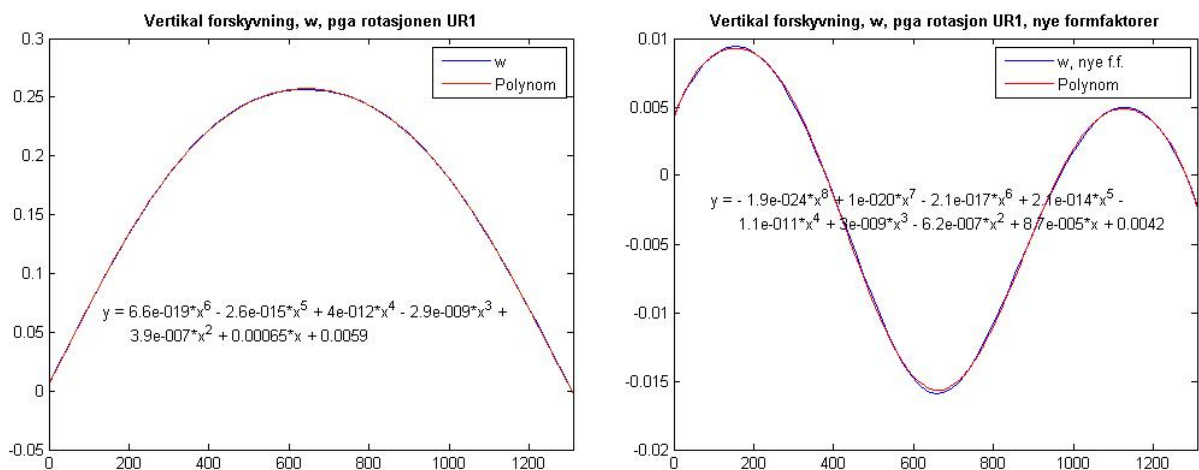 Vertikal forskyvning, w, pga rotasjonen UR1
0.3
0.25
0.2
0.15
0.1
0.05
0
-0.05
0 200 400 600 800 1000 1200
w
Polynom
y = 6.6e-019*x^6 - 2.6e-015*x^5 + 4e-012*x^4 - 2.9e-009*x^3 +
3.9e-007*x^2 + 0.00065*x + 0.0059
Vertikal forskyvning, w, pga rotasjon UR1, nye formfaktorer
0.01
0.005
0
-0.005
-0.01
-0.015
-0.02
0 200 400 600 800 1000 1200
w, nye f.f.
Polynom
y = - 1.9e-024*x^8 + 1e-020*x^7 - 2.1e-017*x^6 + 2.1e-014*x^5 -
1.1e-011*x^4 + 3e-009*x^3 - 6.2e-007*x^2 + 8.7e-005*x + 0.0042